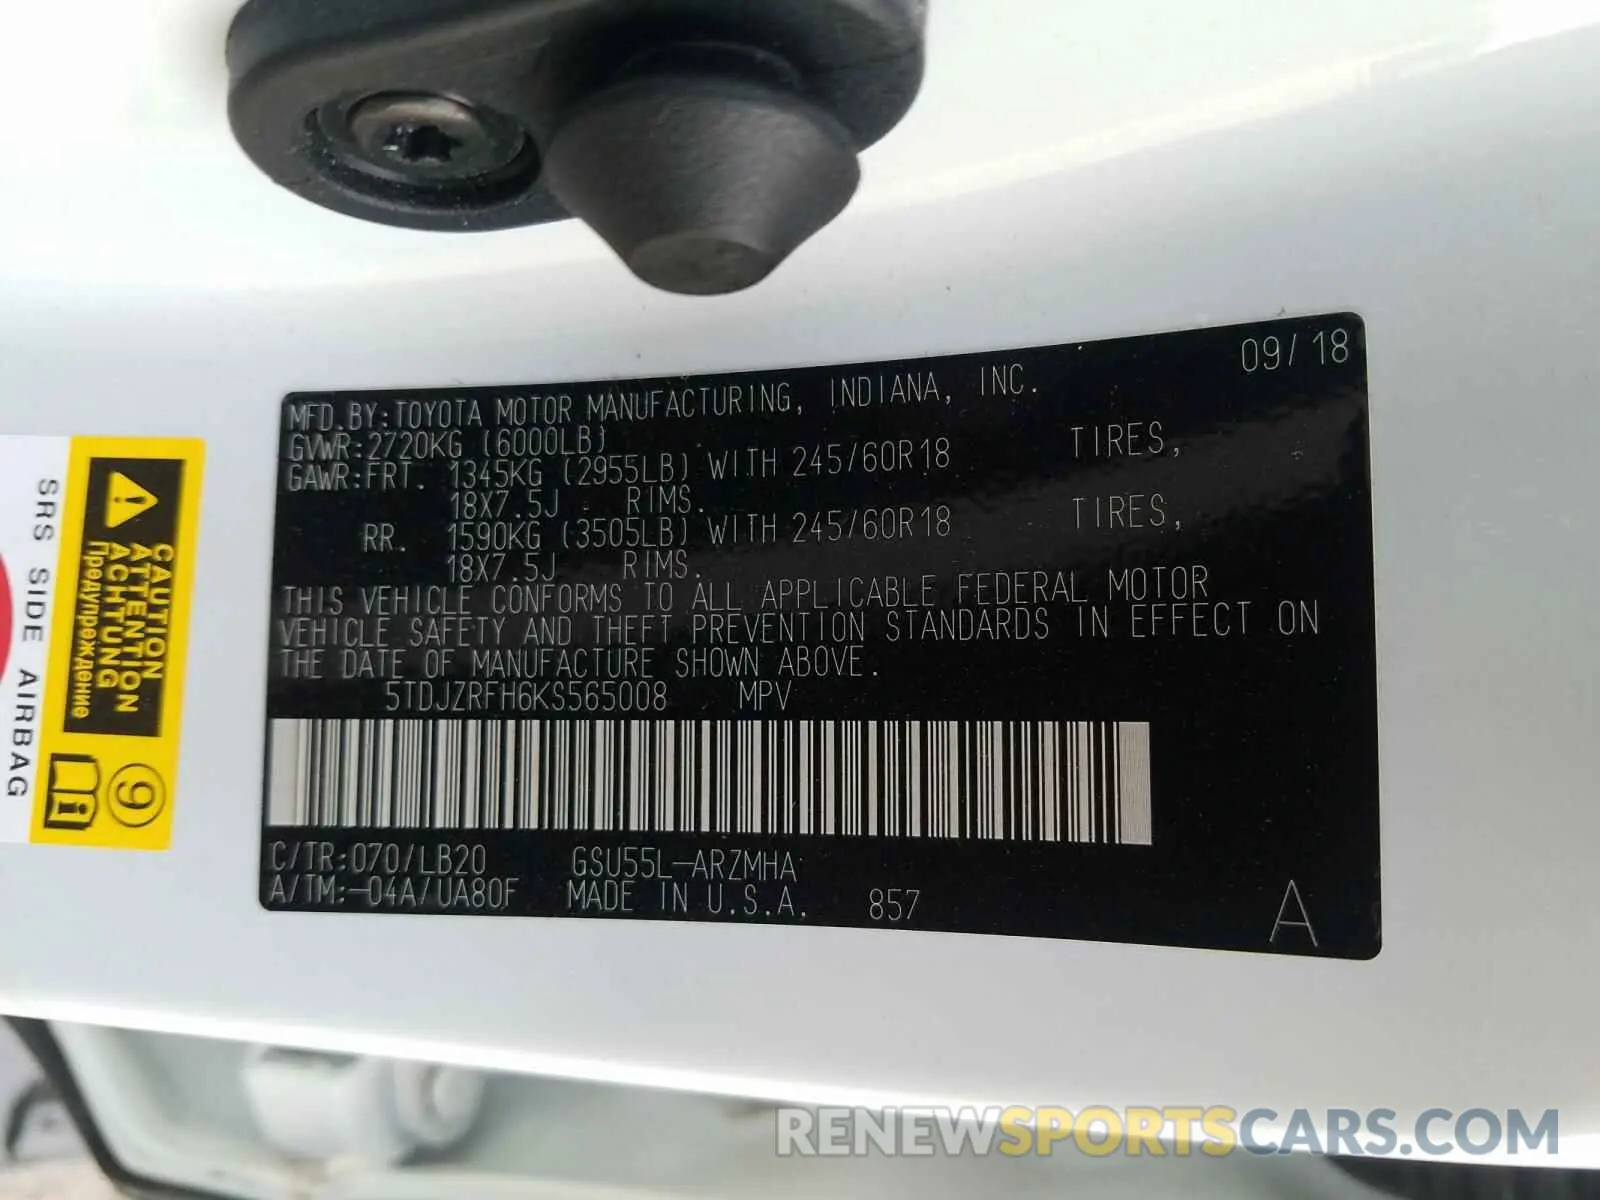 09/18
MFD.BY:TOYOTA MOTOR MANUFACTURING, INDIANA, INC.
GVWR:2720KG (6000LB)
GAWR:FRT. 1345KG (2955LB) WITH 245/60R18 TIRES,
18X7.5J RIMS.
RR. 1590KG (3505LB) WITH 245/60R18 TIRES,
18X7.5J RIMS.
THIS VEHICLE CONFORMS TO ALL APPLICABLE FEDERAL MOTOR
VEHICLE SAFETY AND THEFT PREVENTION STANDARDS IN EFFECT ON
THE DATE OF MANUFACTURE SHOWN ABOVE.
5TDJZRFH6KS565008 MPV
C/TR:070/LB20 GSU55L-ARZMHA
A/TM:-04A/UA80F MADE IN U.S.A. 857
A
CAUTION
ATTENTION
ACHTUNG
Предупреждение
9
SRS SIDE AIRBAG
RENEWSPORTSCARS.COM